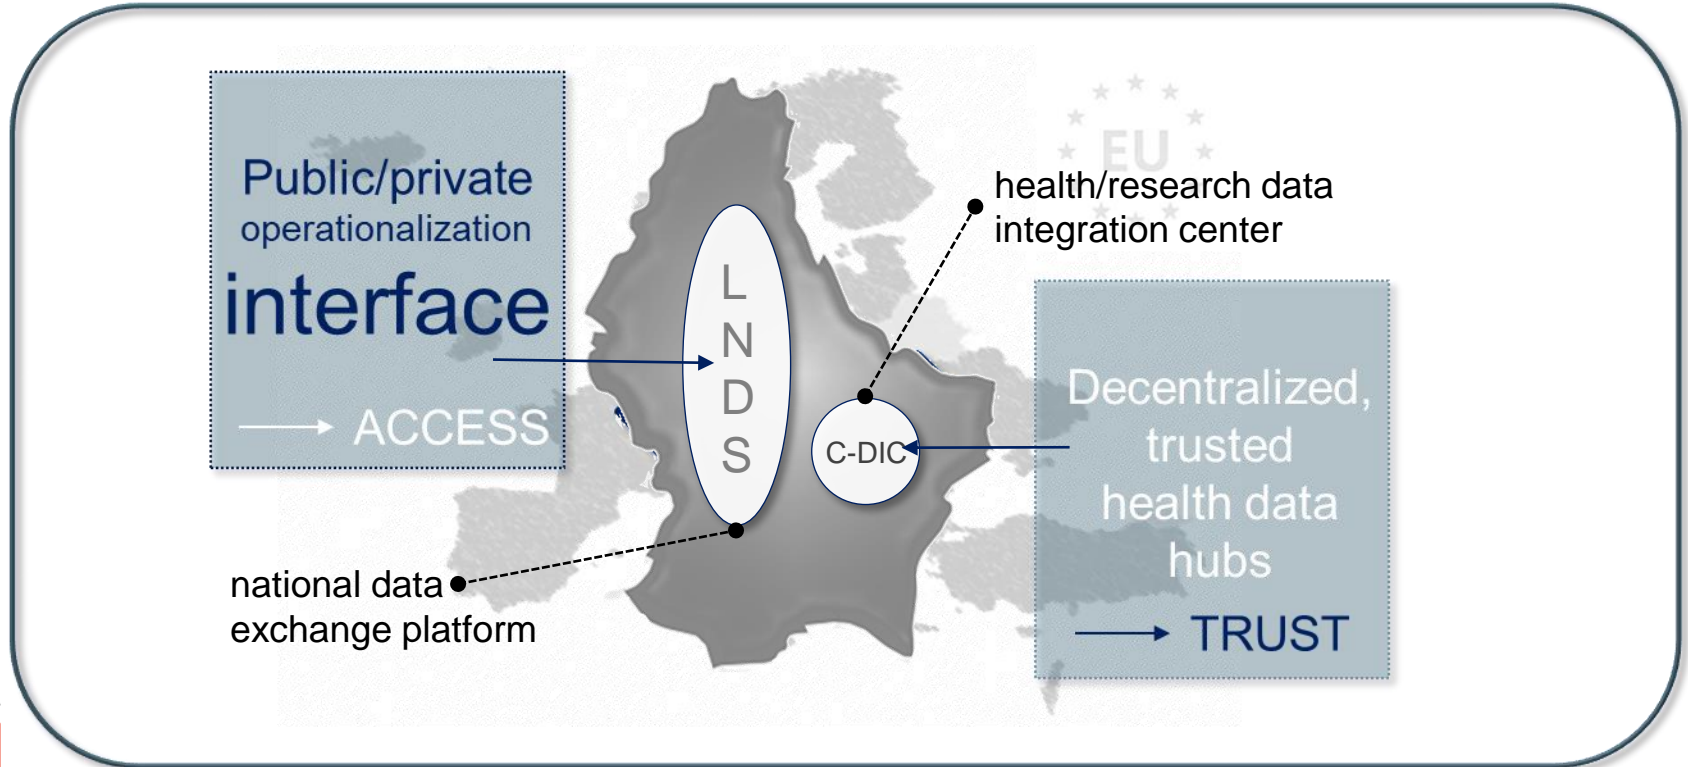 Public/private
operationalization
interface
ACCESS
national data
exchange platform
L
N
D
S
C-DIC
EU
health/research data
integration center
Decentralized,
trusted
health data
hubs
TRUST